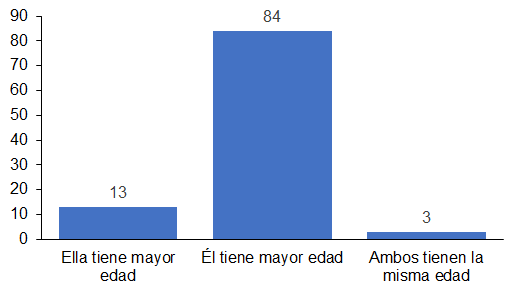 90
80
70
60
50
40
30
20
10
0
13
84
3
Ella tiene mayor
edad
Él tiene mayor edad
Ambos tienen la
misma edad